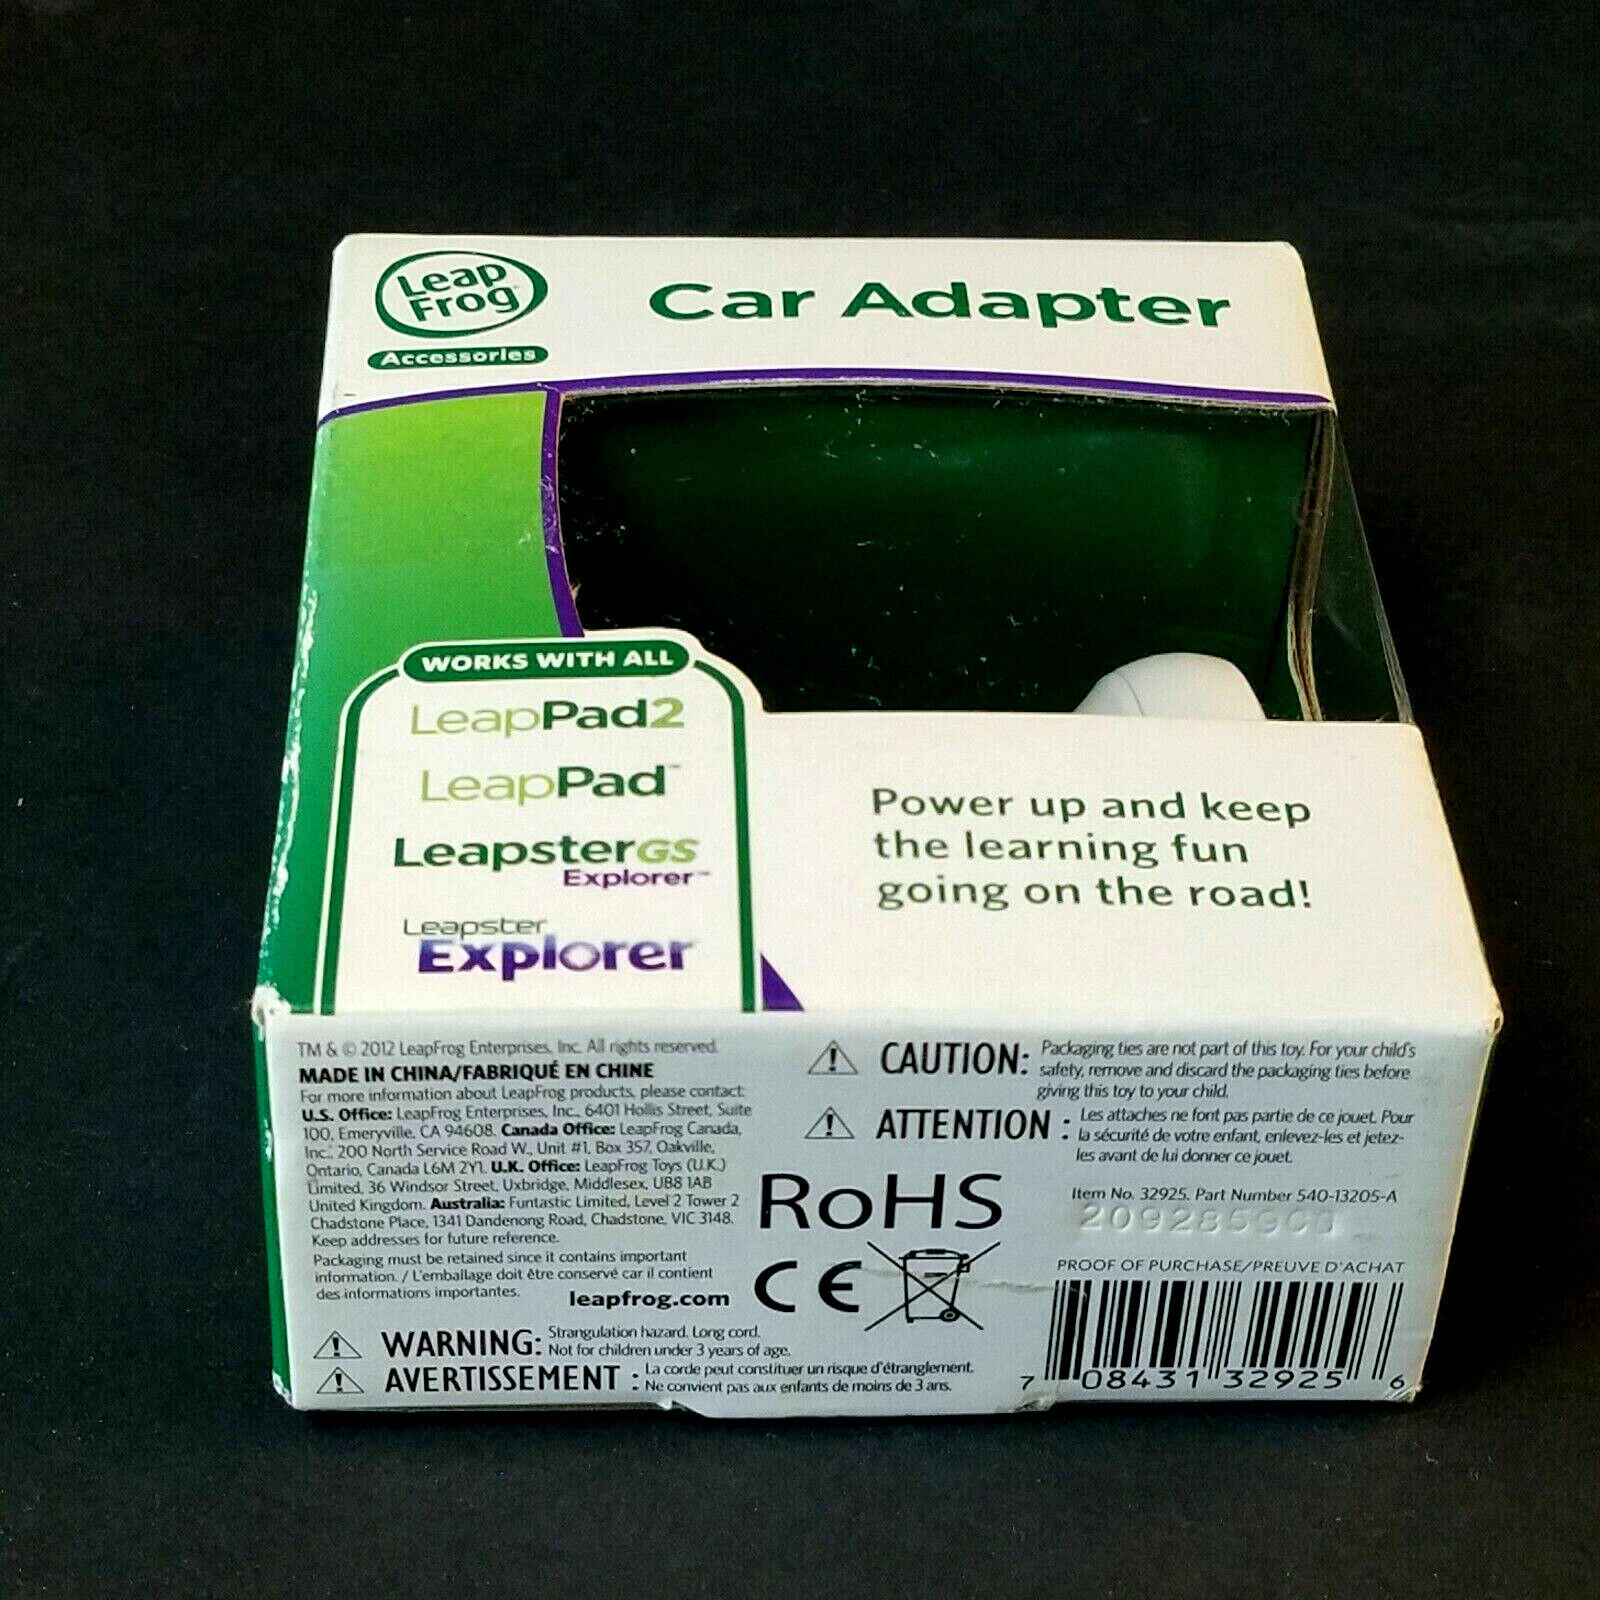 Leap
Frog
Accessories
Car Adapter
WORKS WITH ALL
LeapPad2
LeapPad™
LeapsterGS
Explorer™
Leapster
Explorer
Power up and keep
the learning fun
going on the road!
TM & © 2012 LeapFrog Enterprises, Inc. All rights reserved.
MADE IN CHINA/FABRIQUÉ EN CHINE
For more information about LeapFrog products, please contact:
U.S. Office: LeapFrog Enterprises, Inc., 6401 Hollis Street, Suite
100, Emeryville, CA 94608. Canada Office: LeapFrog Canada,
Inc., 200 North Service Road W., Unit #1, Box 357, Oakville,
Ontario, Canada L6M 2Y1. U.K. Office: LeapFrog Toys (U.K.)
Limited, 36 Windsor Street, Uxbridge, Middlesex, UB8 1AB
United Kingdom. Australia: Funtastic Limited, Level 2 Tower 2
Chadstone Place, 1341 Dandenong Road, Chadstone, VIC 3148.
Keep addresses for future reference.
Packaging must be retained since it contains important
information. / L'emballage doit être conservé car il contient
des informations importantes.
leapfrog.com
WARNING: Strangulation hazard. Long cord.
Not for children under 3 years of age.
AVERTISSEMENT : La corde peut constituer un risque d'étranglement.
Ne convient pas aux enfants de moins de 3 ans.
CAUTION: Packaging ties are not part of this toy. For your child's
safety, remove and discard the packaging ties before
giving this toy to your child.
ATTENTION : Les attaches ne font pas partie de ce jouet. Pour
la sécurité de votre enfant, enlevez-les et jetez-
les avant de lui donner ce jouet.
RoHS
CE
Item No. 32925. Part Number 540-13205-A
PROOF OF PURCHASE/PREUVE D'ACHAT
7 08431 32925 6